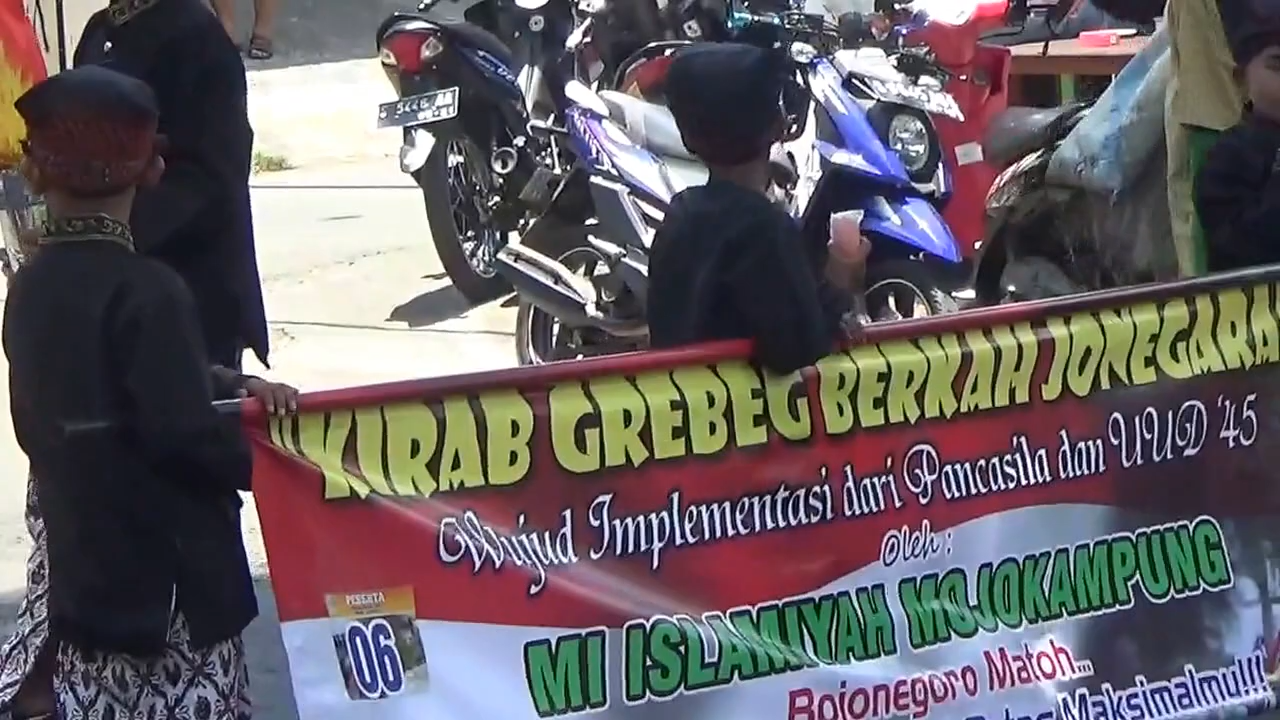 "KIRAB GREBEG BERKAH JONEGARA
Wujud Implementasi dari Pancasila dan UUD '45
Oleh :
MI ISLAMIYAH MOJOKAMPUNG
Bojonegoro Matoh...
Maksimalmu!!!
PESERTA
06